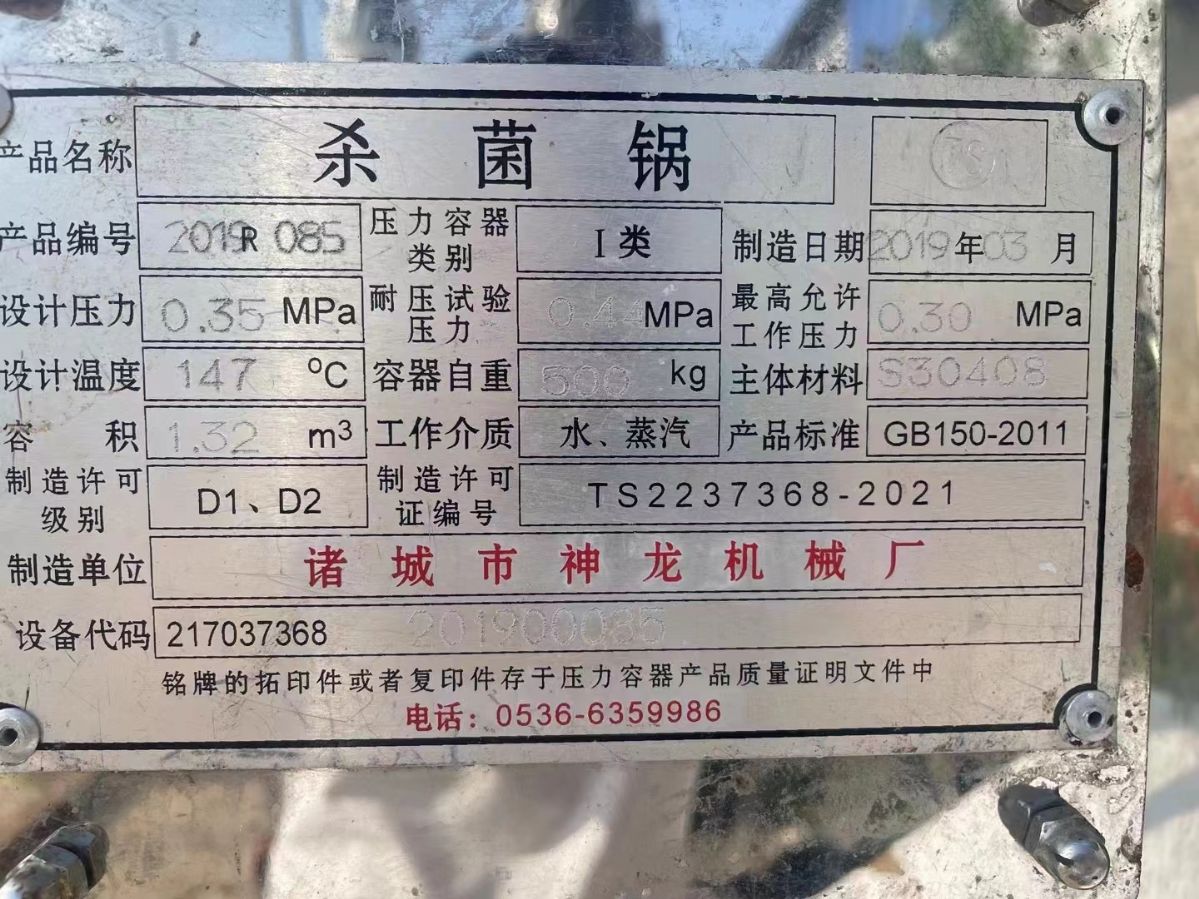 产品名称 杀菌锅 TS
产品编号 2019R 085 压力容器类别 I类 制造日期 2019年03月
设计压力 0.35 MPa 耐压试验压力 0.44 MPa 最高允许工作压力 0.30 MPa
设计温度 147 ℃ 容器自重 500 kg 主体材料 S30408
容积 1.32 m³ 工作介质 水、蒸汽 产品标准 GB150-2011
制造许可级别 D1、D2 制造许可证编号 TS2237368-2021
制造单位 诸城市神龙机械厂
设备代码 217037368 201900085
铭牌的拓印件或者复印件存于压力容器产品质量证明文件中
电话：0536-6359986